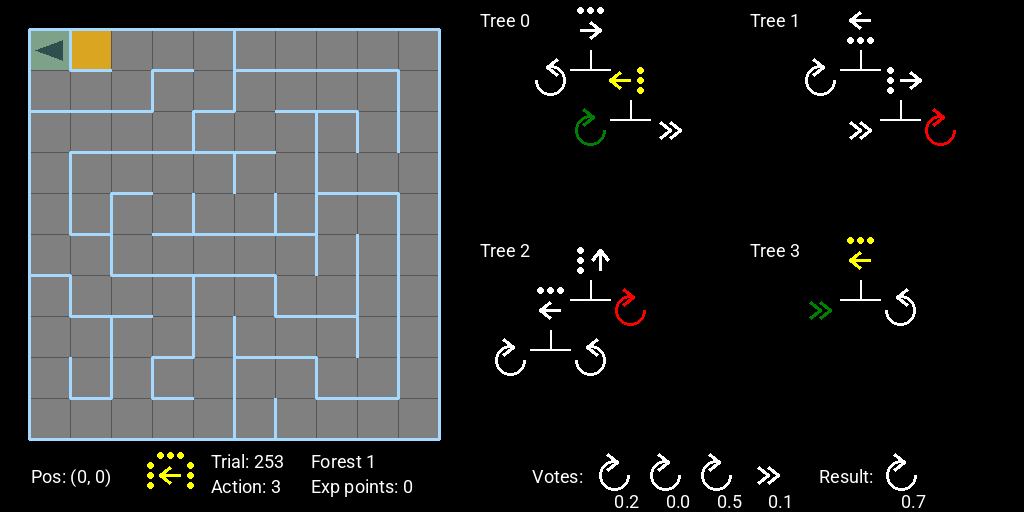 Tree 0
Tree 1
Tree 2
Tree 3
Pos: (0, 0)
Trial: 253
Forest 1
Action: 3
Exp points: 0
Votes:
0.2
0.0
0.5
0.1
Result:
0.7